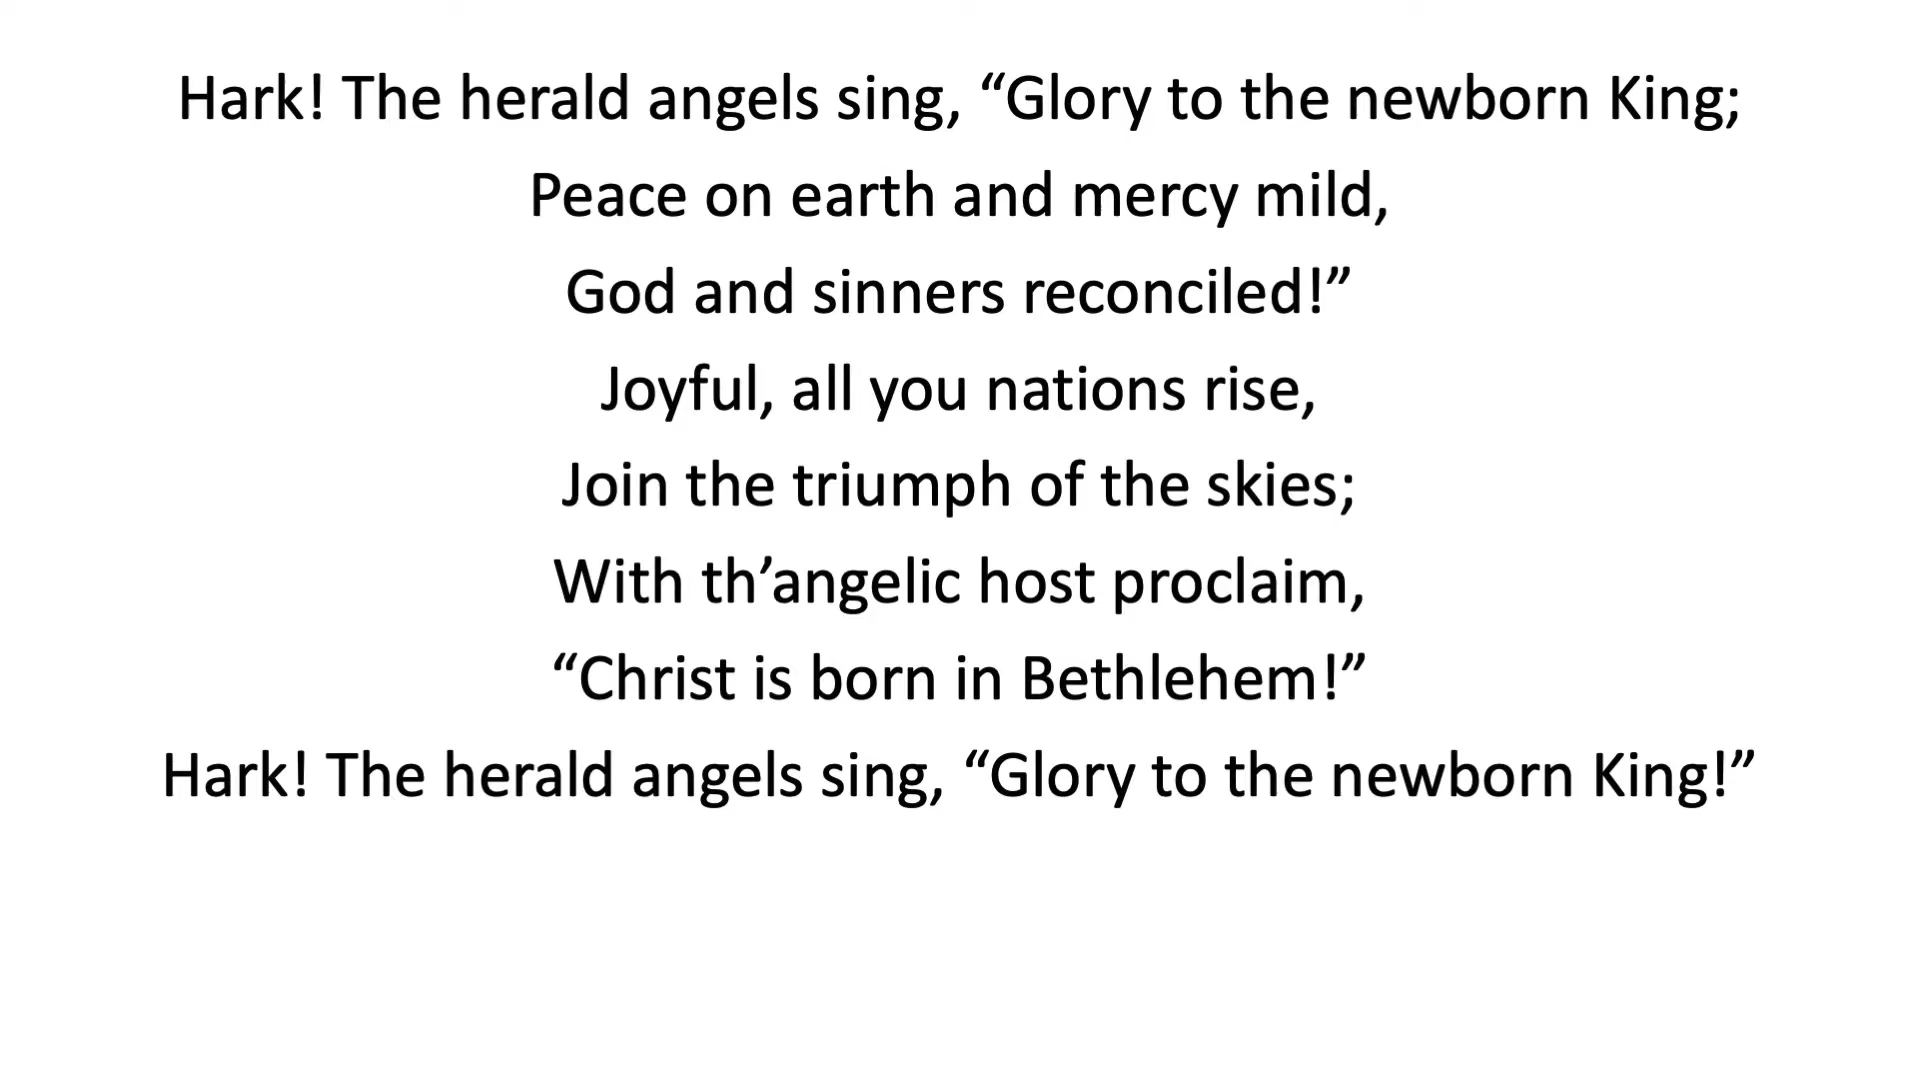 Hark! The herald angels sing, “Glory to the newborn King;
Peace on earth and mercy mild,
God and sinners reconciled!”
Joyful, all you nations rise,
Join the triumph of the skies;
With th’angelic host proclaim,
“Christ is born in Bethlehem!”
Hark! The herald angels sing, “Glory to the newborn King!”